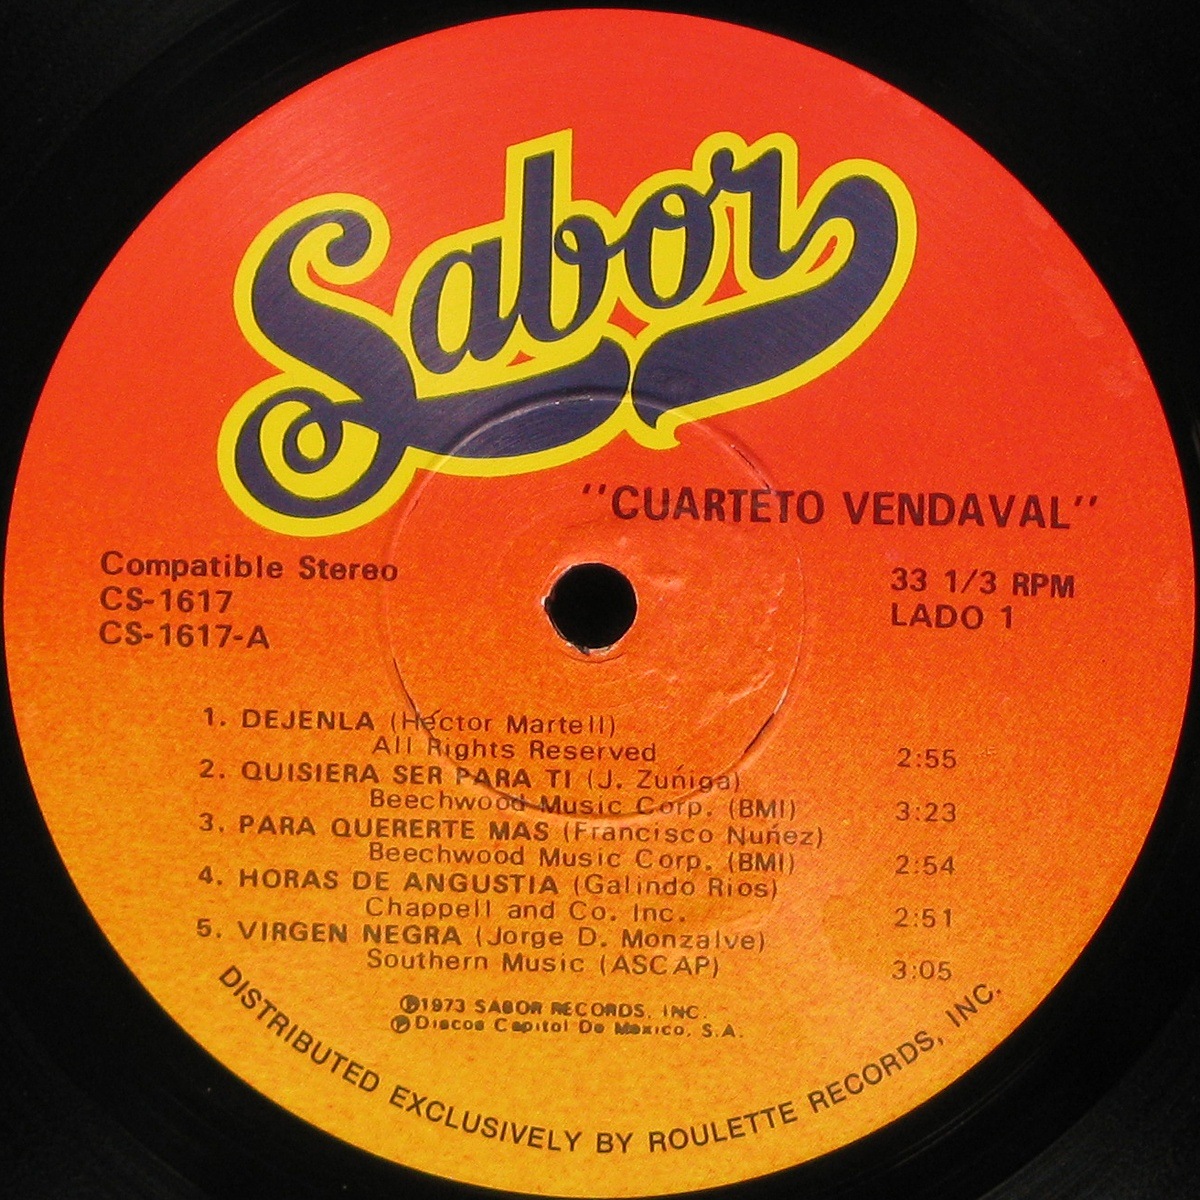 Sabor
"CUARTETO VENDAVAL"
Compatible Stereo
CS-1617
CS-1617-A
33 1/3 RPM
LADO 1
1. DEJENLA (Héctor Martell)
All Rights Reserved 2:55
2. QUISIERA SER PARA TI (J. Zuńiga)
Beechwood Music Corp. (BMI) 3:23
3. PARA QUERERTE MAS (Francisco Nuńez)
Beechwood Music Corp. (BMI) 2:54
4. HORAS DE ANGUSTIA (Galindo Rios)
Chappell and Co. Inc. 2:51
5. VIRGEN NEGRA (Jorge D. Monzalve)
Southern Music (ASCAP) 3:05
℗1973 SABOR RECORDS, INC.
℗ Discos Capitol De Mexico, S.A.
DISTRIBUTED EXCLUSIVELY BY ROULETTE RECORDS, INC.